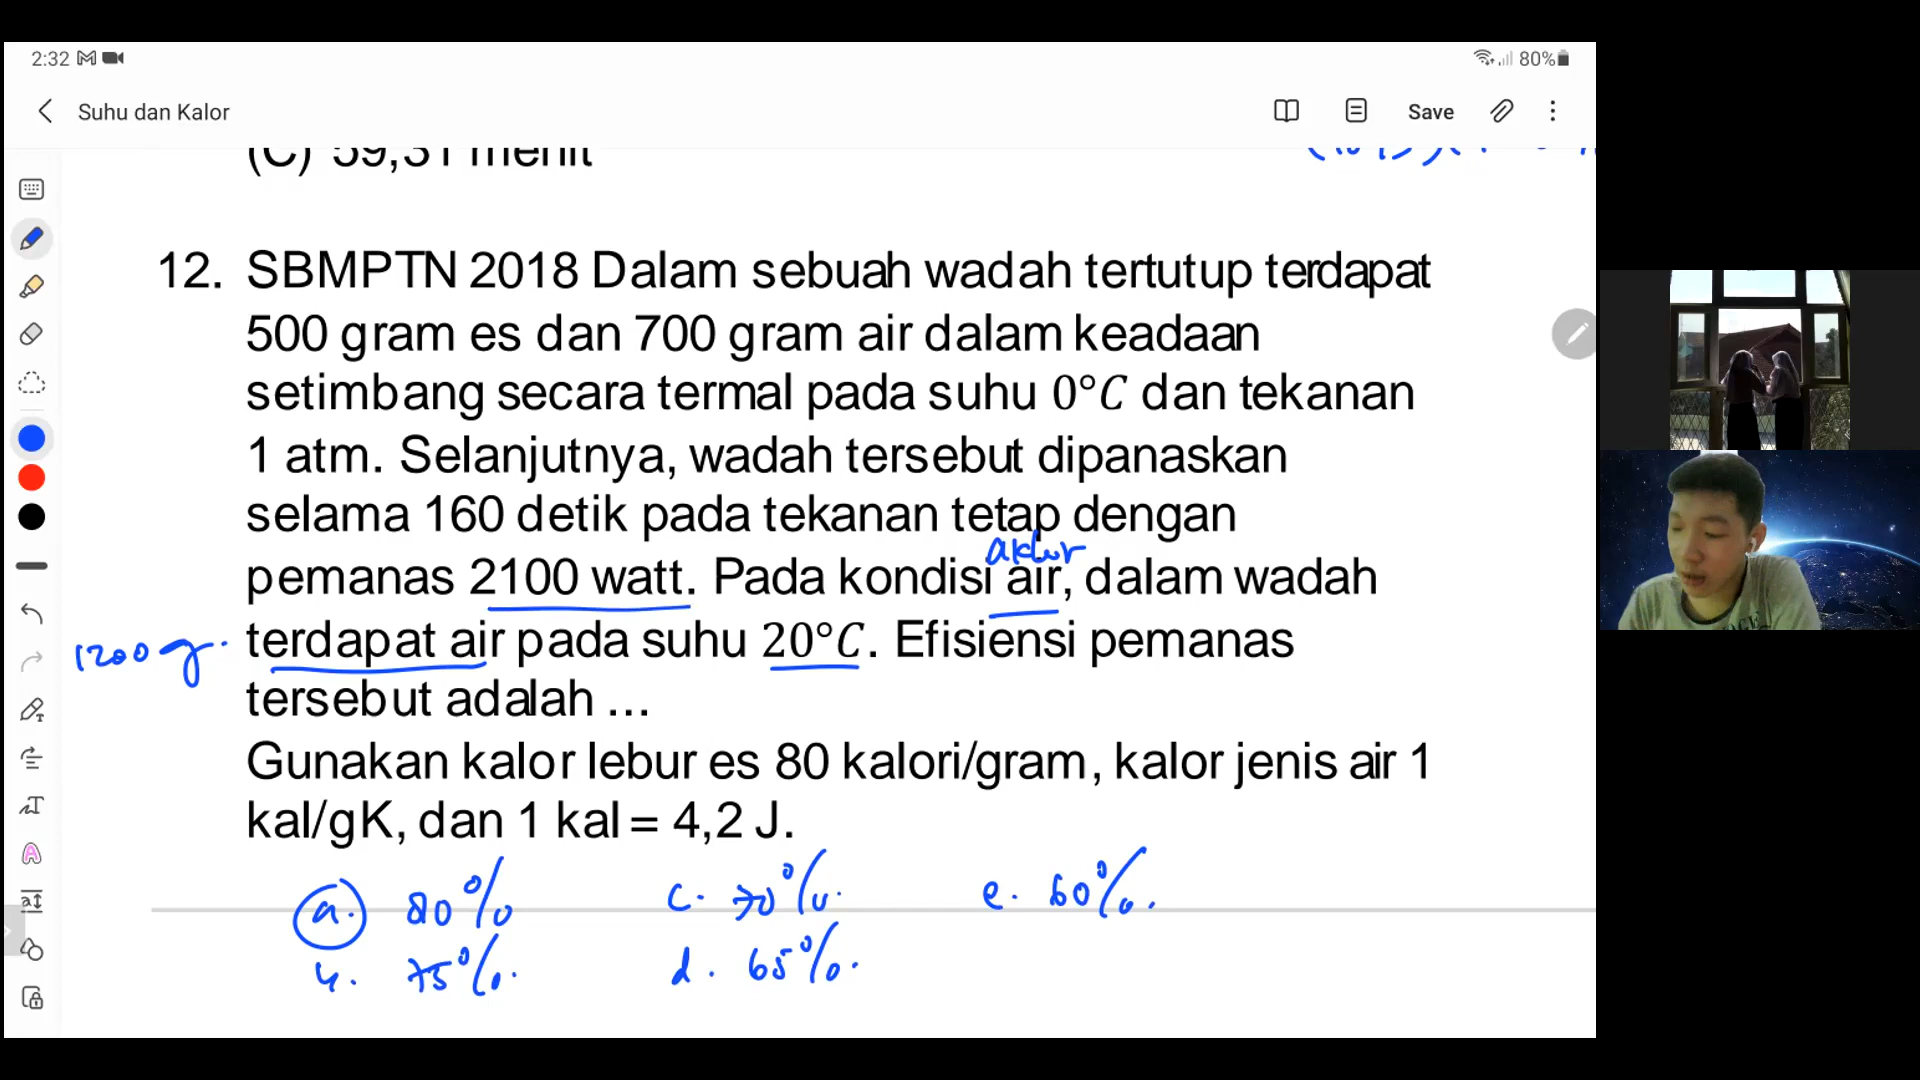 2:32
80%
Suhu dan Kalor
Save
(C) 59,31 menit
12. SBMPTN 2018 Dalam sebuah wadah tertutup terdapat
500 gram es dan 700 gram air dalam keadaan
setimbang secara termal pada suhu 0°C dan tekanan
1 atm. Selanjutnya, wadah tersebut dipanaskan
selama 160 detik pada tekanan tetap dengan
akhir
pemanas 2100 watt. Pada kondisi air, dalam wadah
1200 g. terdapat air pada suhu 20°C. Efisiensi pemanas
tersebut adalah ...
Gunakan kalor lebur es 80 kalori/gram, kalor jenis air 1
kal/gK, dan 1 kal = 4,2 J.
a. 80% c. 70%. e. 60%.
b. 75%. d. 65%.